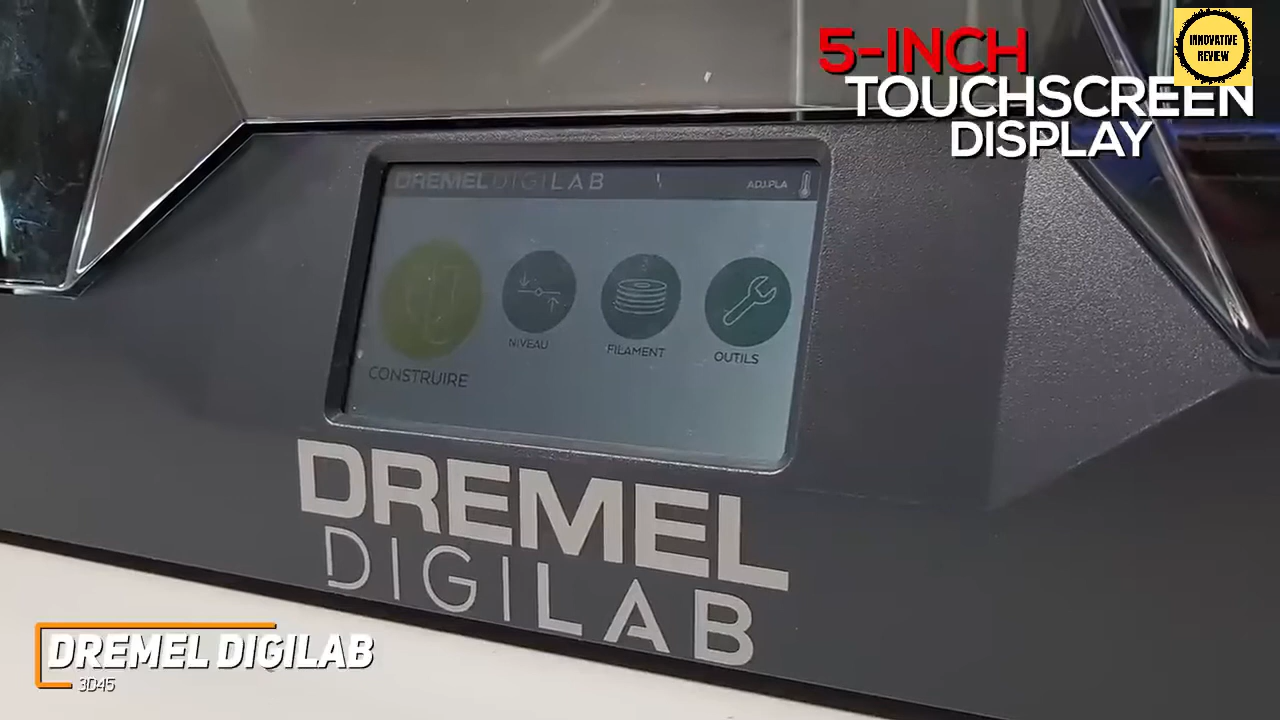 5-INCH
TOUCHSCREEN
DISPLAY
INNOVATIVE
REVIEW
DREMEL DIGILAB
ADJ.PLA
CONSTRUIRE
NIVEAU
FILAMENT
OUTILS
DREMEL
DIGILAB
DREMEL DIGILAB
3D45